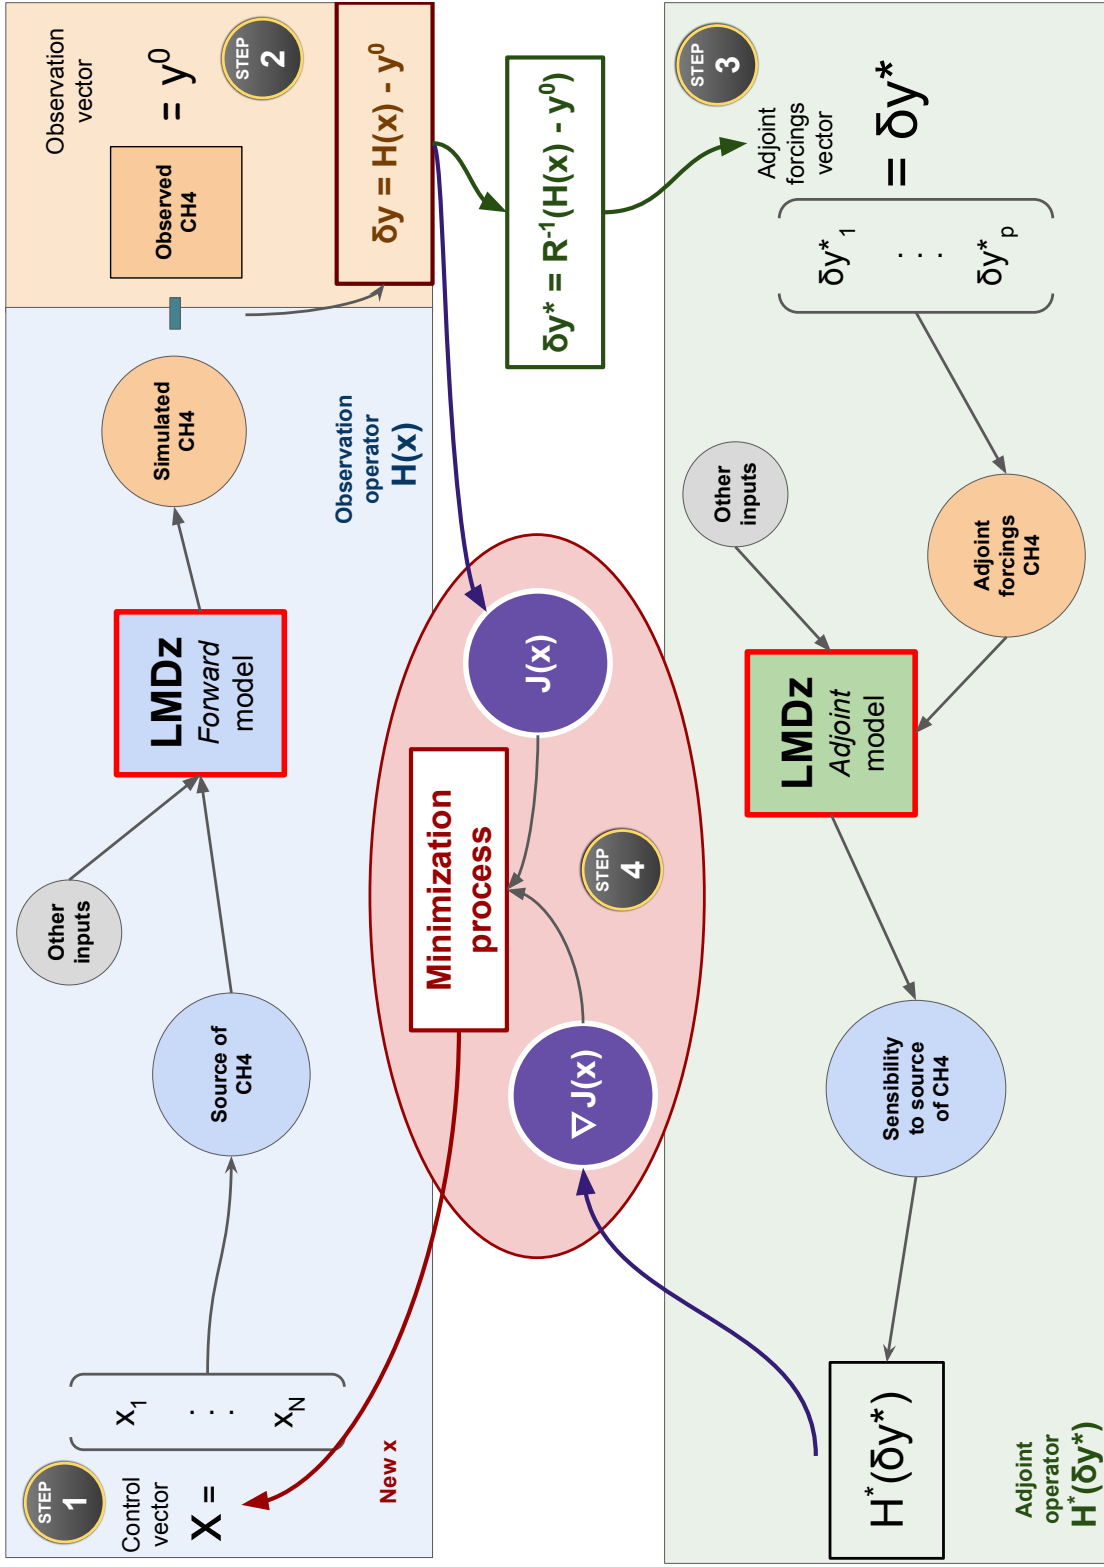 STEP
1
Control
vector
X =
x1
. . .
xN
Source of
CH4
Other
inputs
LMDz
Forward
model
Simulated
CH4
Observation
operator
H(x)
Observed
CH4
Observation
vector
= y⁰
STEP
2
δy = H(x) - y⁰
δy* = R⁻¹(H(x) - y⁰)
STEP
3
Adjoint
forcings
vector
= δy*
δy*1
. . .
δy*p
Adjoint
forcings
CH4
Other
inputs
LMDz
Adjoint
model
Sensibility
to source
of CH4
H*(δy*)
Adjoint
operator
H*(δy*)
∇J(x)
J(x)
STEP
4
Minimization
process
New x